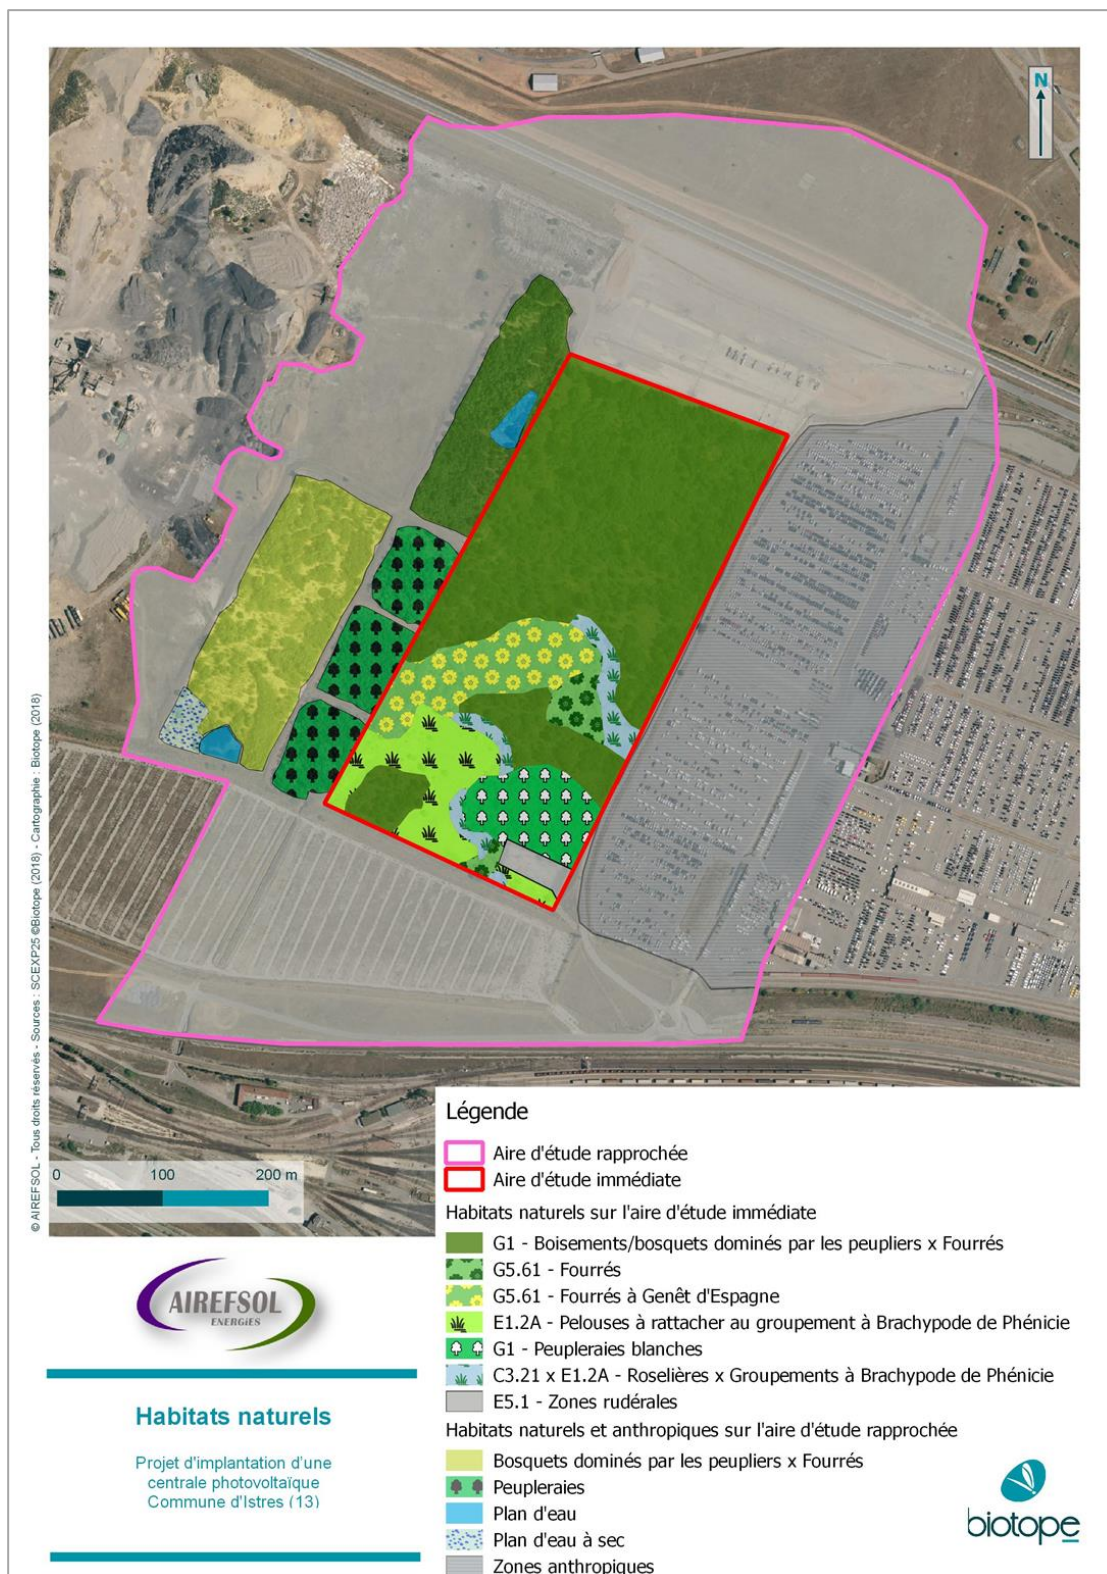 N
© AIREFSOL - Tous droits réservés - Sources : SCEXP25 ©Biotope (2018) - Cartographie : Biotope (2018)
0 100 200 m
AIREFSOL
ENERGiES
Habitats naturels
Projet d'implantation d'une
centrale photovoltaïque
Commune d'Istres (13)
Légende
Aire d'étude rapprochée
Aire d'étude immédiate
Habitats naturels sur l'aire d'étude immédiate
G1 - Boisements/bosquets dominés par les peupliers x Fourrés
G5.61 - Fourrés
G5.61 - Fourrés à Genêt d'Espagne
E1.2A - Pelouses à rattacher au groupement à Brachypode de Phénicie
G1 - Peupleraies blanches
C3.21 x E1.2A - Roselières x Groupements à Brachypode de Phénicie
E5.1 - Zones rudérales
Habitats naturels et anthropiques sur l'aire d'étude rapprochée
Bosquets dominés par les peupliers x Fourrés
Peupleraies
Plan d'eau
Plan d'eau à sec
Zones anthropiques
biotope